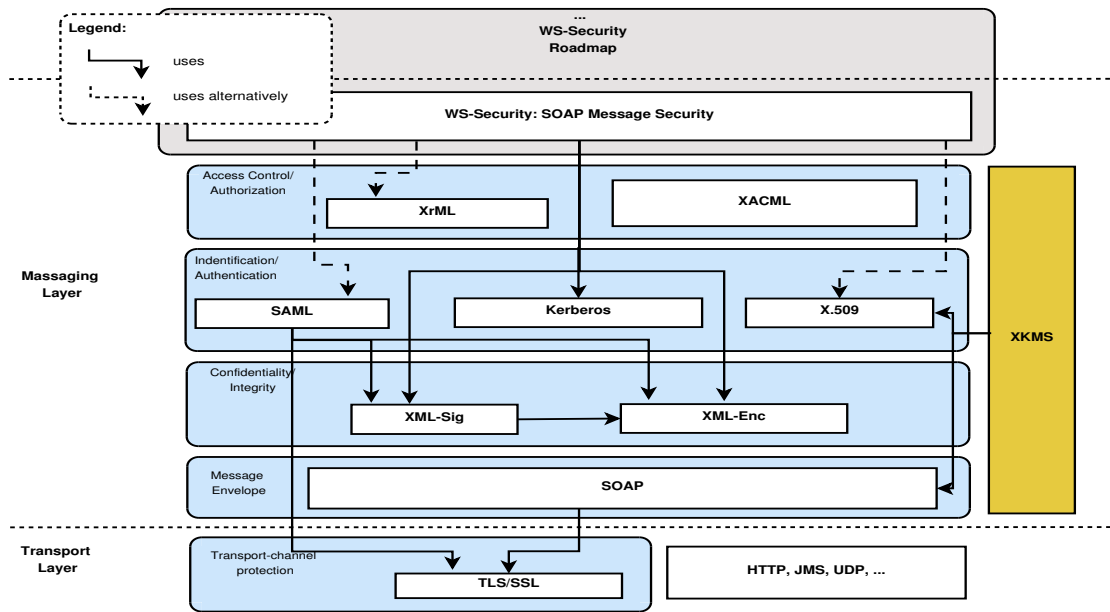 Legend:
uses
uses alternatively
...
WS-Security
Roadmap
WS-Security: SOAP Message Security
Access Control/
Authorization
XrML
XACML
Massaging
Layer
Indentification/
Authentication
SAML
Kerberos
X.509
XKMS
Confidentiality/
Integrity
XML-Sig
XML-Enc
Message
Envelope
SOAP
Transport
Layer
Transport-channel
protection
TLS/SSL
HTTP, JMS, UDP, ...